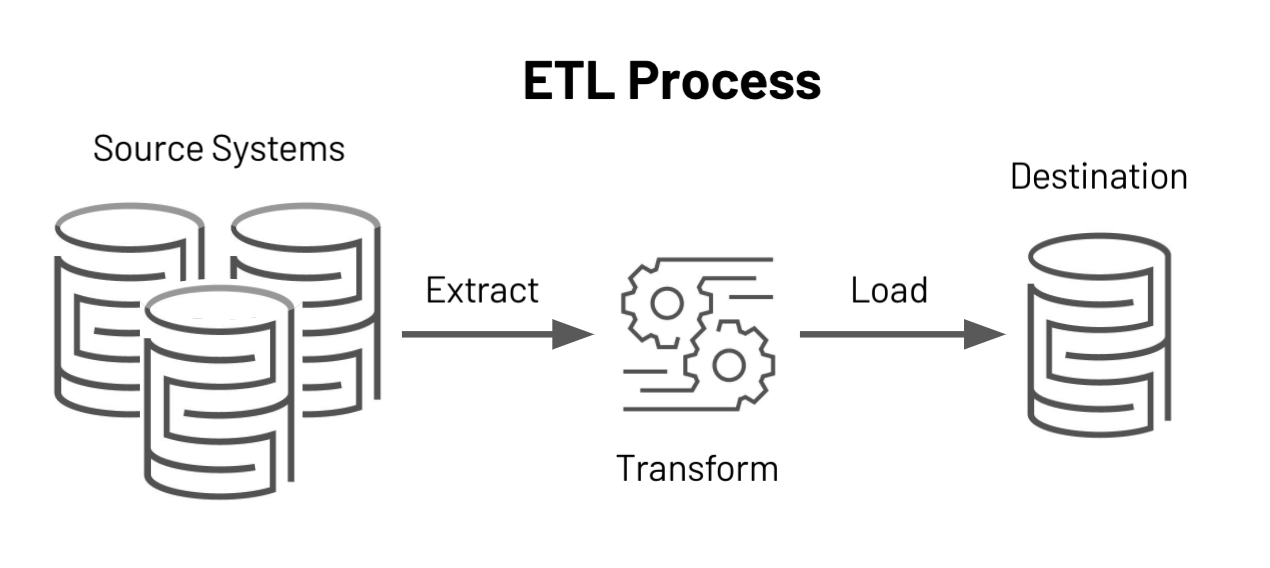 ETL Process
Source Systems
Destination
Extract
Load
Transform